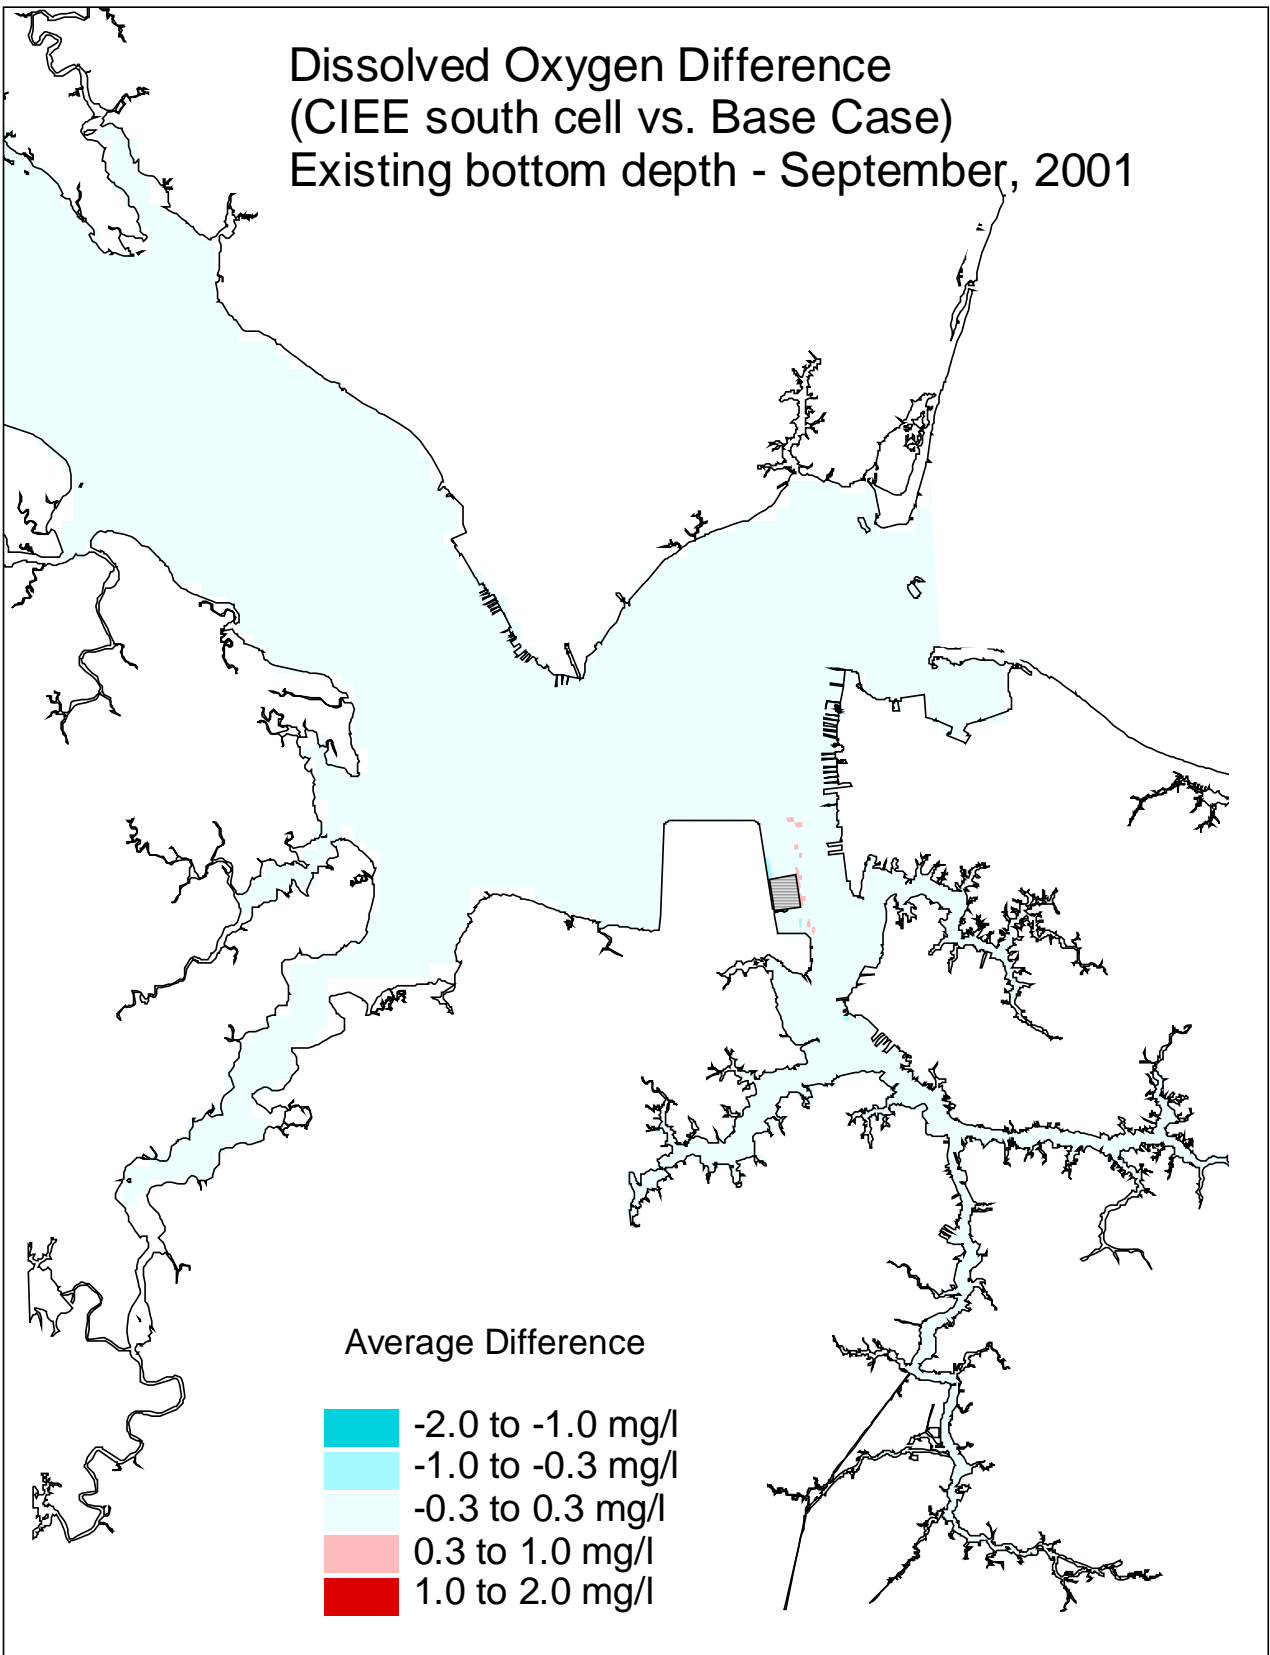 Dissolved Oxygen Difference
(CIEE south cell vs. Base Case)
Existing bottom depth - September, 2001
Average Difference
-2.0 to -1.0 mg/l
-1.0 to -0.3 mg/l
-0.3 to 0.3 mg/l
0.3 to 1.0 mg/l
1.0 to 2.0 mg/l